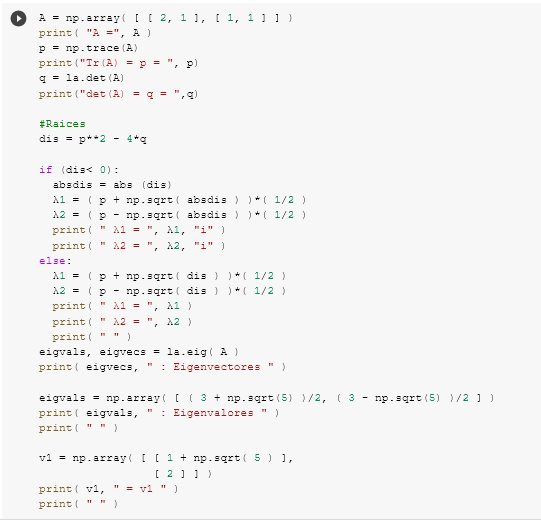 A = np.array( [ [ 2, 1 ], [ 1, 1 ] ] )
print( "A =", A )
p = np.trace(A)
print("Tr(A) = p = ", p)
q = la.det(A)
print("det(A) = q = ",q)

#Raices
dis = p**2 - 4*q

if (dis< 0):
  absdis = abs (dis)
  λ1 = ( p + np.sqrt( absdis ) )*( 1/2 )
  λ2 = ( p - np.sqrt( absdis ) )*( 1/2 )
  print( " λ1 = ", λ1, "i" )
  print( " λ2 = ", λ2, "i" )
else:
  λ1 = ( p + np.sqrt( dis ) )*( 1/2 )
  λ2 = ( p - np.sqrt( dis ) )*( 1/2 )
  print( " λ1 = ", λ1 )
  print( " λ2 = ", λ2 )
  print( " " )
eigvals, eigvecs = la.eig( A )
print( eigvecs, " : Eigenvectores " )

eigvals = np.array( [ ( 3 + np.sqrt(5) )/2, ( 3 - np.sqrt(5) )/2 ] )
print( eigvals, " : Eigenvalores " )
print( " " )

v1 = np.array( [ [ 1 + np.sqrt( 5 ) ],
                 [ 2 ] ] )
print( v1, " = v1 " )
print( " " )